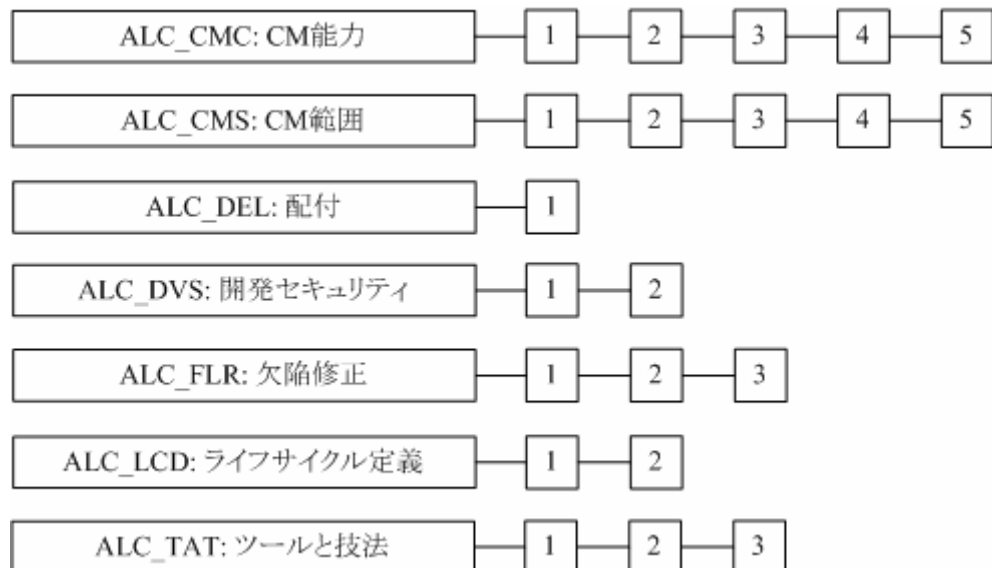 ALC_CMC: CM能力 1 2 3 4 5
ALC_CMS: CM範囲 1 2 3 4 5
ALC_DEL: 配付 1
ALC_DVS: 開発セキュリティ 1 2
ALC_FLR: 欠陥修正 1 2 3
ALC_LCD: ライフサイクル定義 1 2
ALC_TAT: ツールと技法 1 2 3